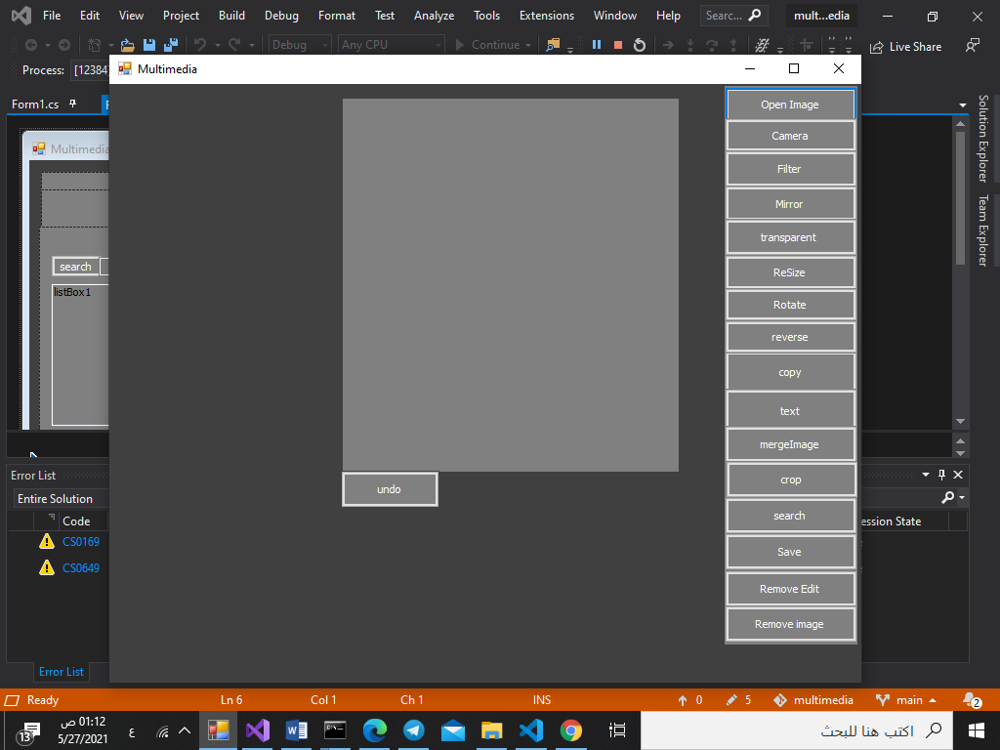 File Edit View Project Build Debug Format Test Analyze Tools Extensions Window Help Searc... mult...edia
Debug Any CPU Continue Live Share
Process: [12384]
Multimedia
Form1.cs
Multimedia
search
listBox1
Open Image
Camera
Filter
Mirror
transparent
ReSize
Rotate
reverse
copy
text
mergeImage
crop
search
Save
Remove Edit
Remove image
undo
Solution Explorer
Team Explorer
Error List
Entire Solution
Code ession State
CS0169
CS0649
Error List
Ready Ln 6 Col 1 Ch 1 INS 0 5 multimedia main 2
13 01:12 ص ع اكتب هنا للبحث
5/27/2021